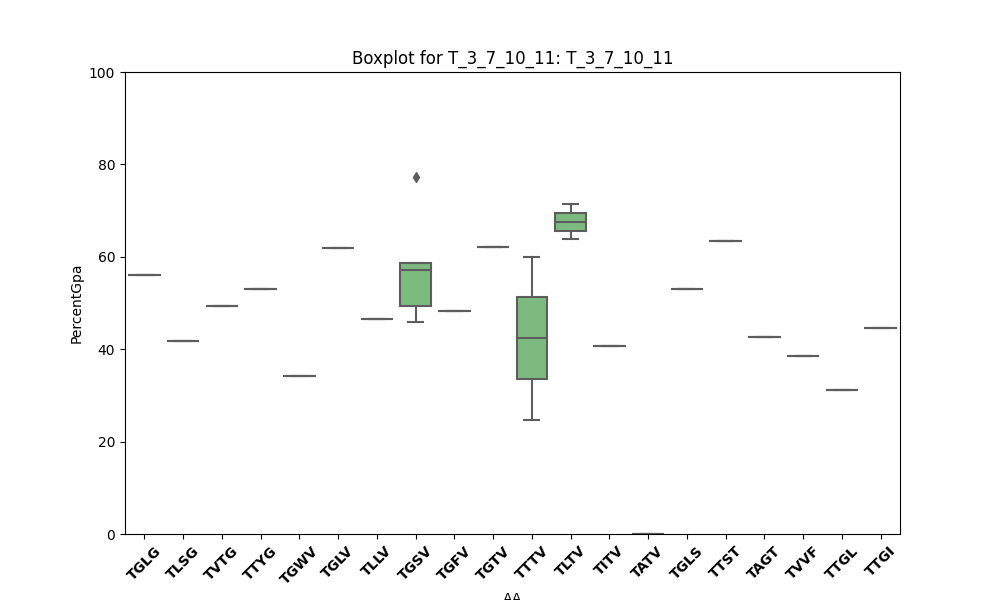 Boxplot for T_3_7_10_11: T_3_7_10_11
100
80
60
40
20
0
PercentGpa
TGLG
TLSG
TVTG
TTYG
TGWV
TGLV
TLLV
TGSV
TGFV
TGTV
TTTV
TLTV
TITV
TATV
TGLS
TTST
TAGT
TVVF
TTGL
TTGI
AA